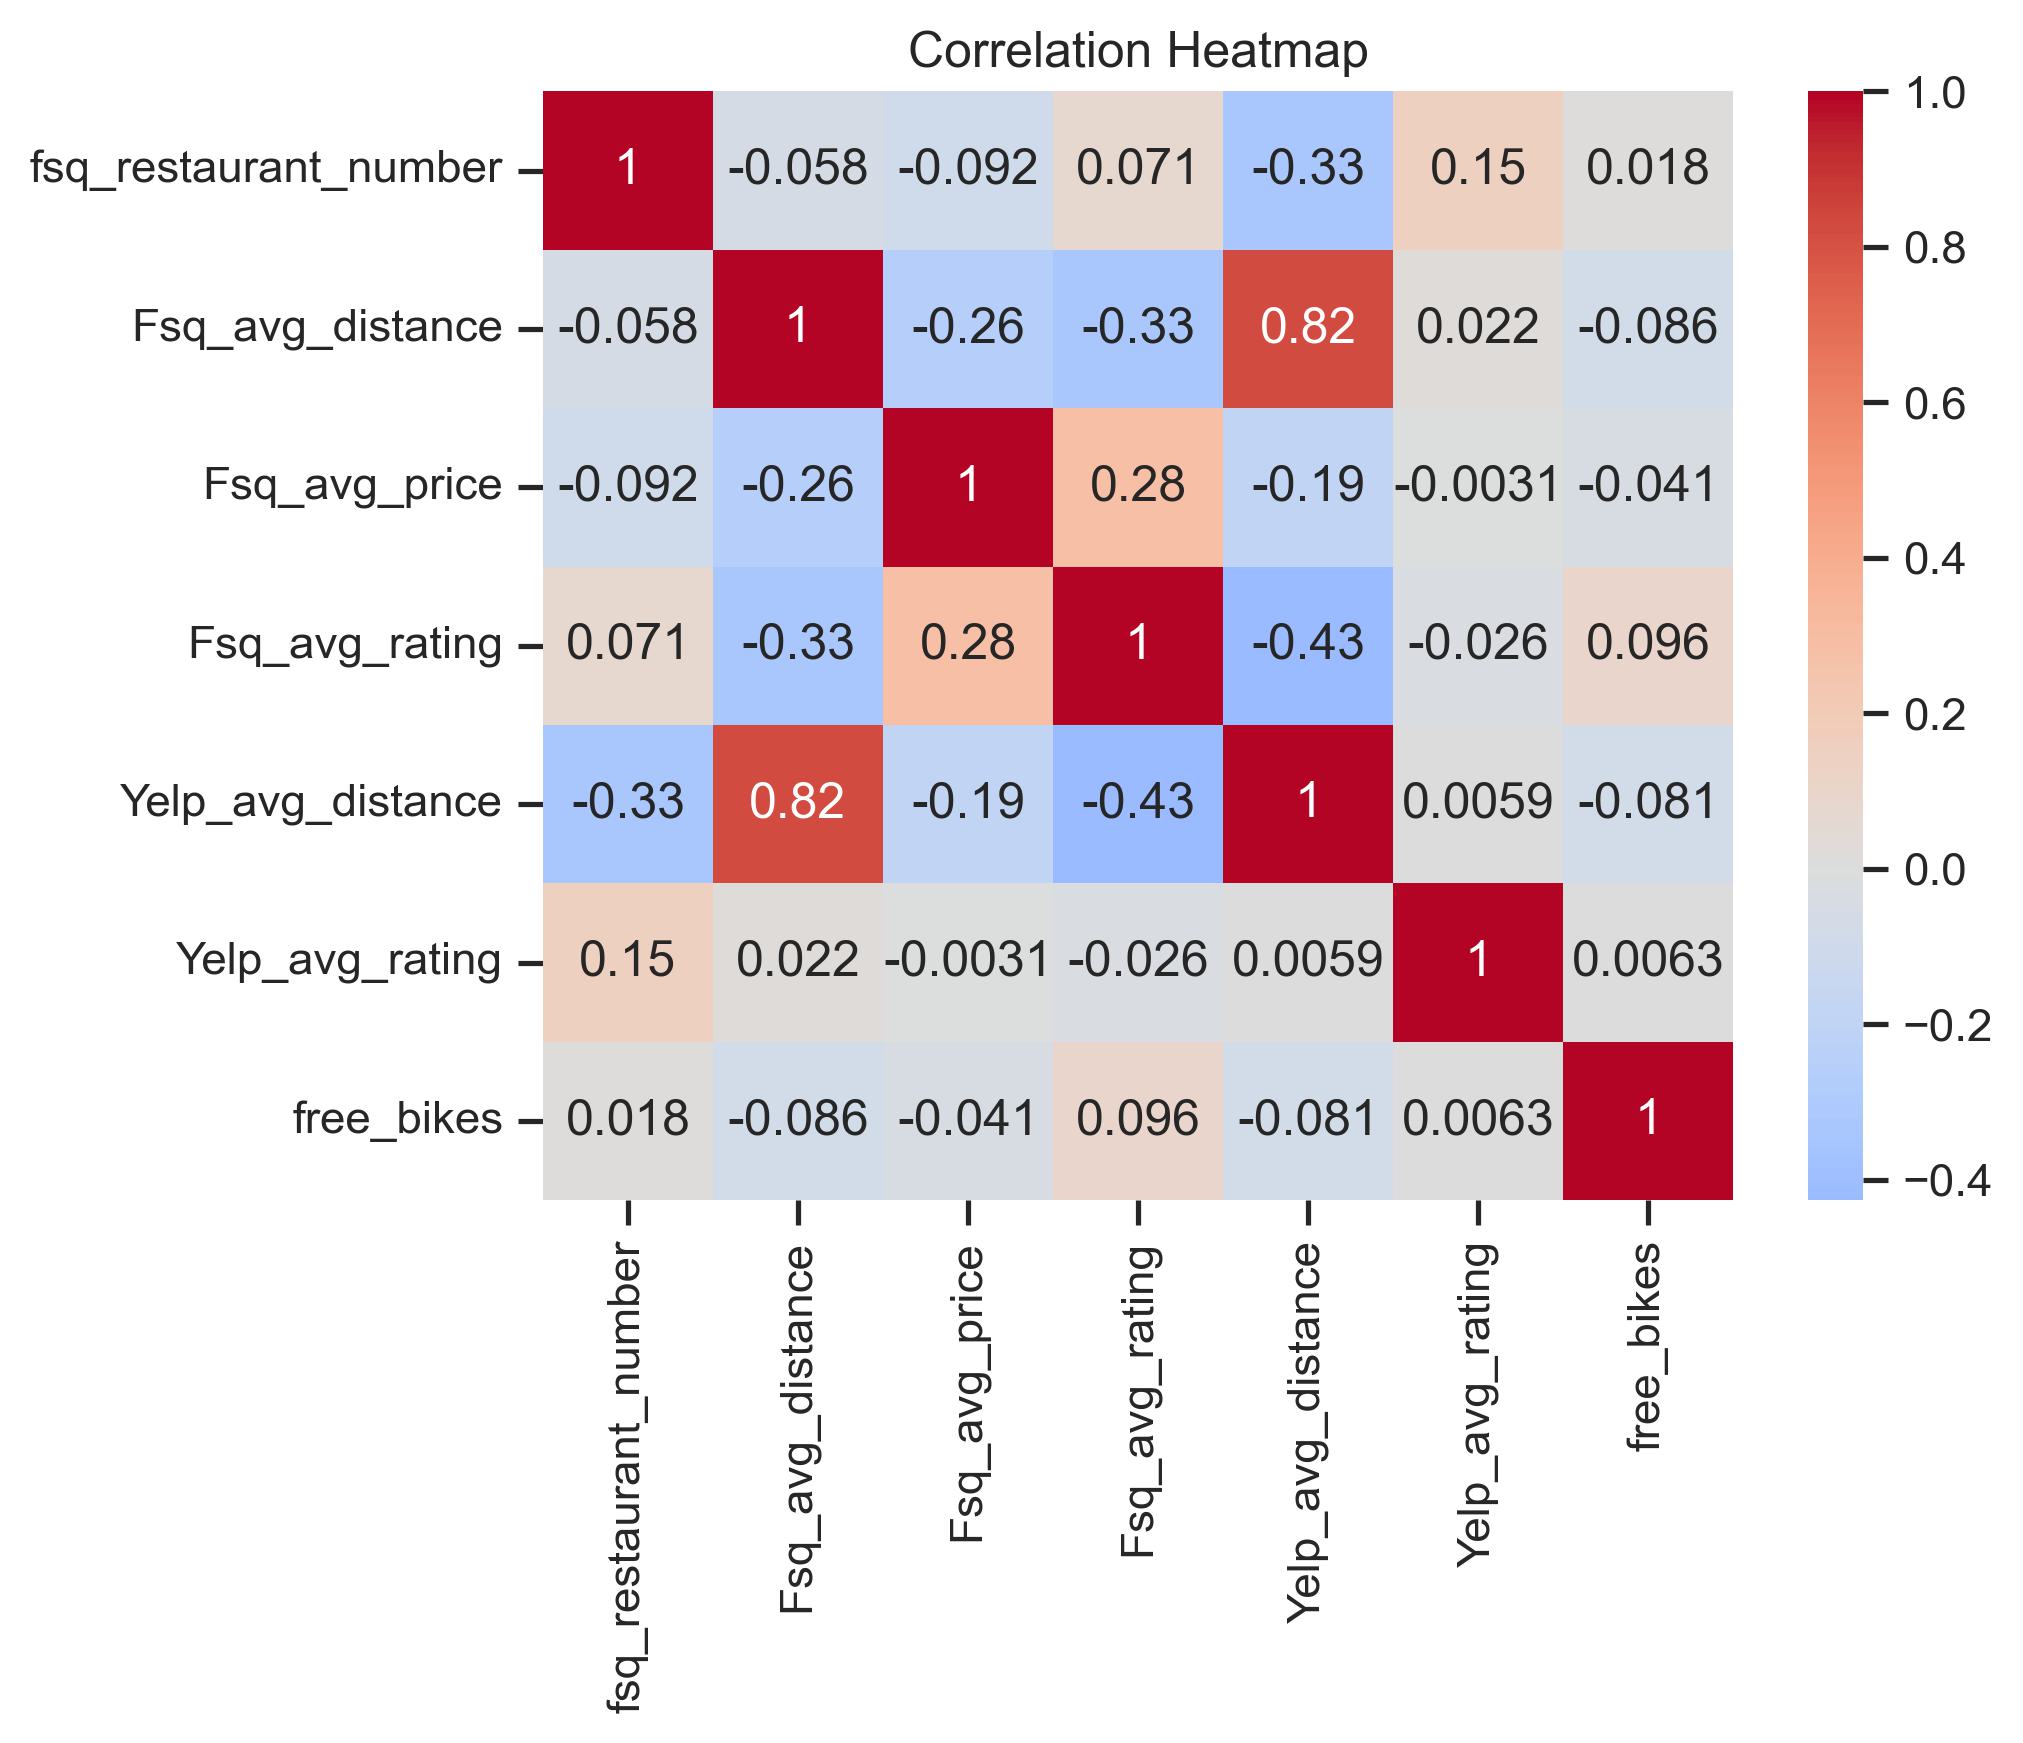 Correlation Heatmap
fsq_restaurant_number 1 -0.058 -0.092 0.071 -0.33 0.15 0.018
Fsq_avg_distance -0.058 1 -0.26 -0.33 0.82 0.022 -0.086
Fsq_avg_price -0.092 -0.26 1 0.28 -0.19 -0.0031 -0.041
Fsq_avg_rating 0.071 -0.33 0.28 1 -0.43 -0.026 0.096
Yelp_avg_distance -0.33 0.82 -0.19 -0.43 1 0.0059 -0.081
Yelp_avg_rating 0.15 0.022 -0.0031 -0.026 0.0059 1 0.0063
free_bikes 0.018 -0.086 -0.041 0.096 -0.081 0.0063 1
fsq_restaurant_number
Fsq_avg_distance
Fsq_avg_price
Fsq_avg_rating
Yelp_avg_distance
Yelp_avg_rating
free_bikes
1.0
0.8
0.6
0.4
0.2
0.0
−0.2
−0.4